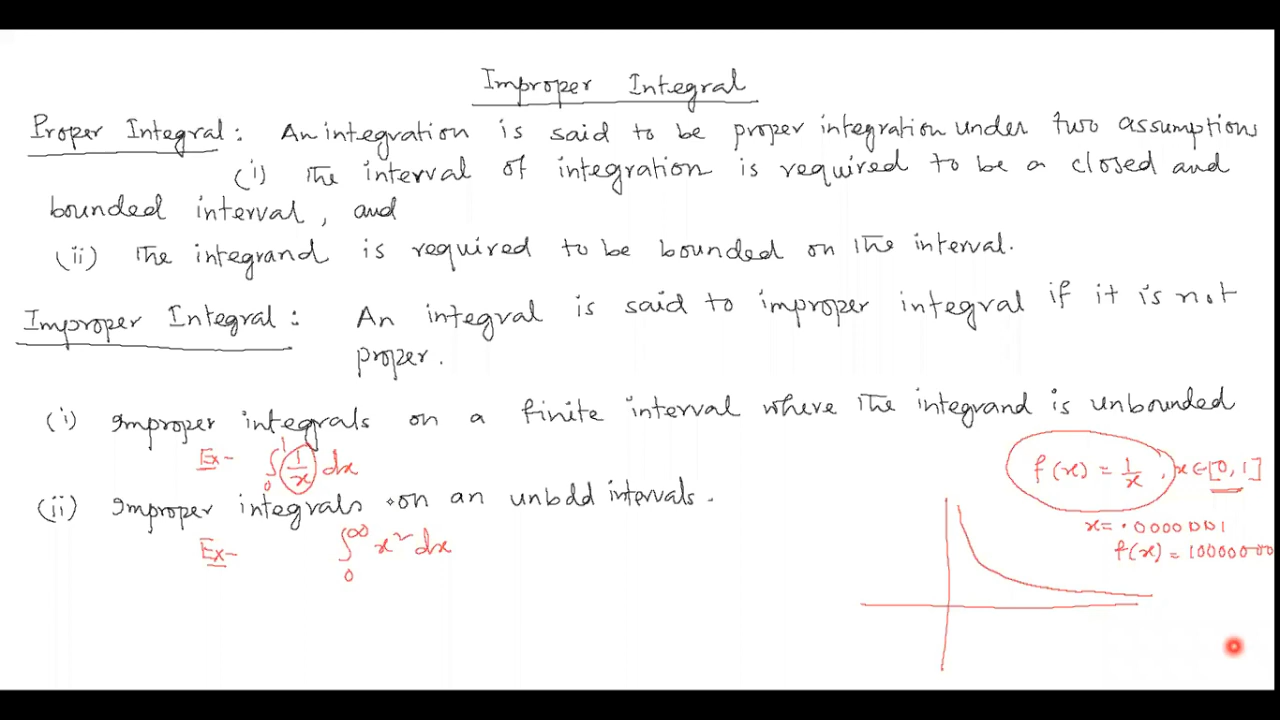 Improper Integral
Proper Integral: An integration is said to be proper integration under two assumptions
(i) The interval of integration is required to be a closed and
bounded interval, and
(ii) The integrand is required to be bounded on the interval.
Improper Integral: An integral is said to improper integral if it is not
proper.
(i) Improper integrals on a finite interval where the integrand is unbounded
Ex- ∫₀¹ 1/x dx
f(x) = 1/x, x∈[0,1]
(ii) Improper integrals on an unbdd intervals.
x = .0000001
f(x) = 10000000
Ex- ∫₀^∞ x² dx